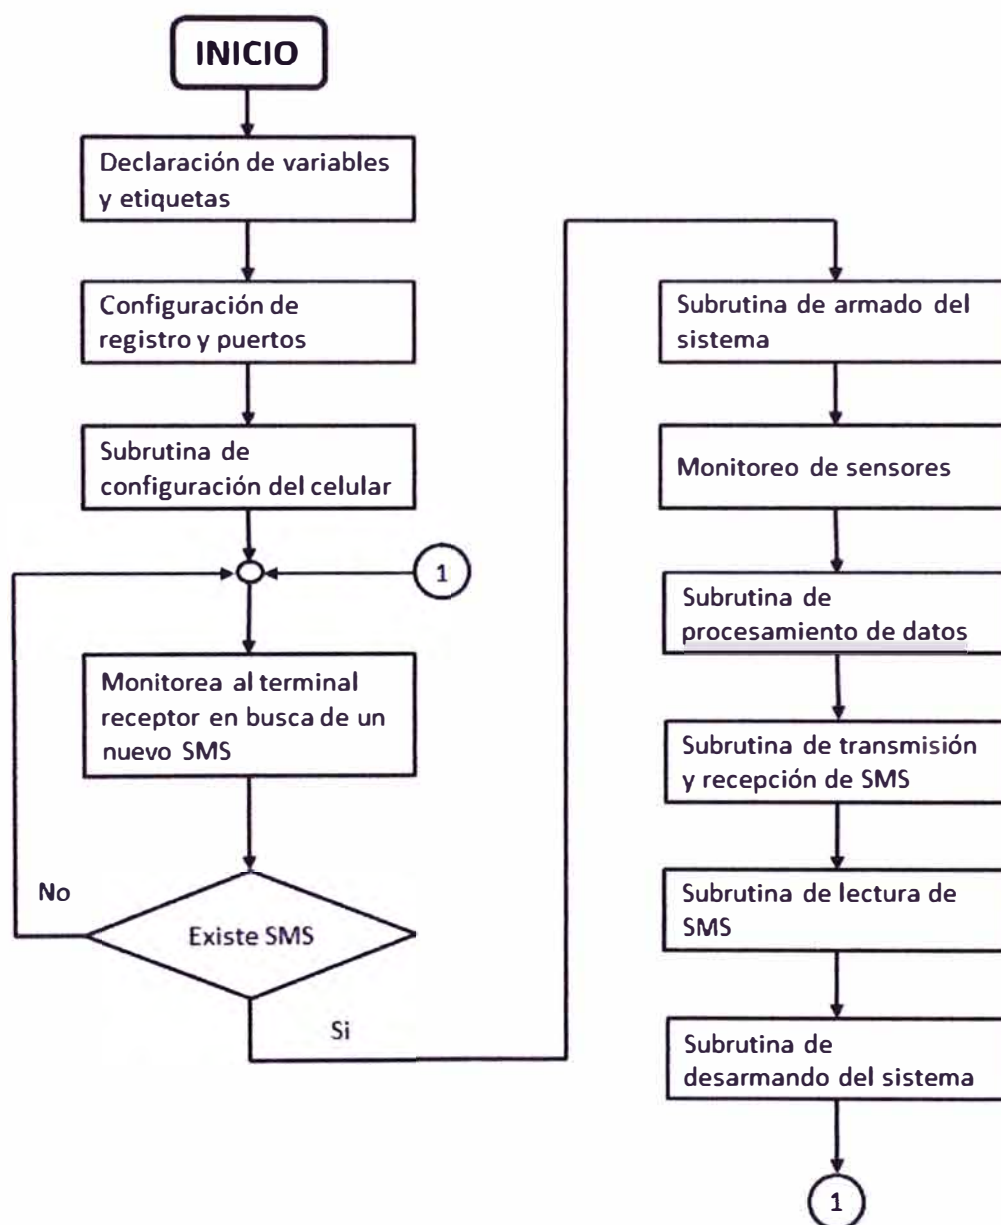 INICIO
Declaración de variables
y etiquetas
Configuración de
registro y puertos
Subrutina de
configuración del celular
1
Monitorea al terminal
receptor en busca de un
nuevo SMS
No
Existe SMS
Si
Subrutina de armado del
sistema
Monitoreo de sensores
Subrutina de
procesamiento de datos
Subrutina de transmisión
y recepción de SMS
Subrutina de lectura de
SMS
Subrutina de
desarmando del sistema
1